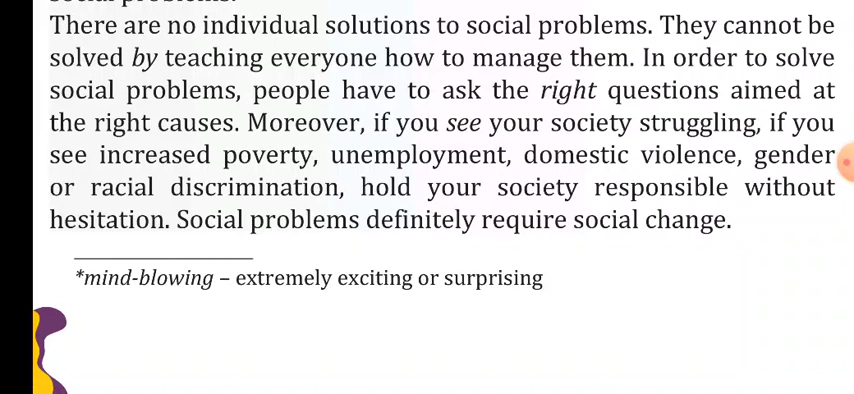 There are no individual solutions to social problems. They cannot be
solved by teaching everyone how to manage them. In order to solve
social problems, people have to ask the right questions aimed at
the right causes. Moreover, if you see your society struggling, if you
see increased poverty, unemployment, domestic violence, gender
or racial discrimination, hold your society responsible without
hesitation. Social problems definitely require social change.
*mind-blowing – extremely exciting or surprising